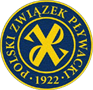 POLSKI ZWIĄZEK PŁYWACKI
· 1922 ·